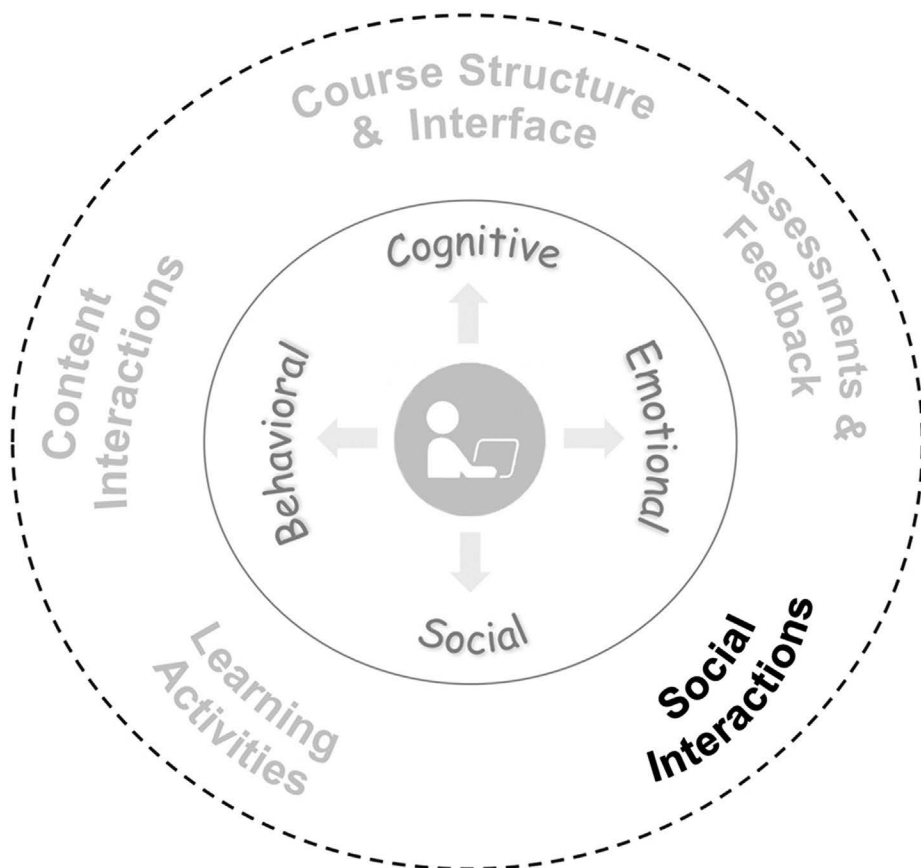 Course Structure
& Interface
Assessments &
Feedback
Social
Interactions
Learning
Activities
Content
Interactions
Cognitive
Emotional
Social
Behavioral